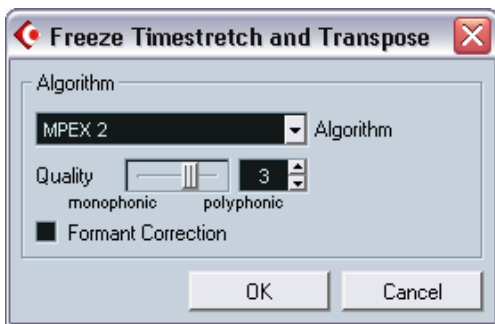 Freeze Timestretch and Transpose
Algorithm
MPEX 2 Algorithm
Quality 3
monophonic polyphonic
Formant Correction
OK Cancel